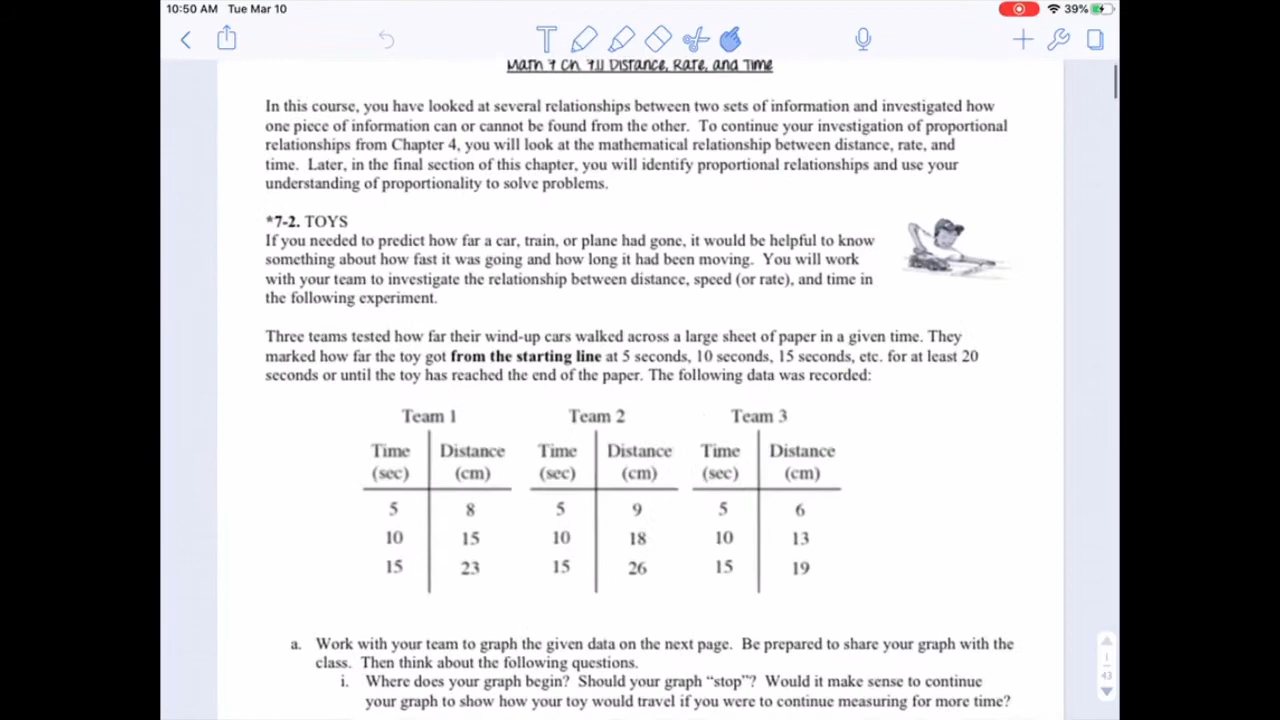 10:50 AM Tue Mar 10
39%
T
Math 7 Ch 7.1.1 Distance, Rate, and Time
In this course, you have looked at several relationships between two sets of information and investigated how
one piece of information can or cannot be found from the other. To continue your investigation of proportional
relationships from Chapter 4, you will look at the mathematical relationship between distance, rate, and
time. Later, in the final section of this chapter, you will identify proportional relationships and use your
understanding of proportionality to solve problems.
*7-2. TOYS
If you needed to predict how far a car, train, or plane had gone, it would be helpful to know
something about how fast it was going and how long it had been moving. You will work
with your team to investigate the relationship between distance, speed (or rate), and time in
the following experiment.
Three teams tested how far their wind-up cars walked across a large sheet of paper in a given time. They
marked how far the toy got from the starting line at 5 seconds, 10 seconds, 15 seconds, etc. for at least 20
seconds or until the toy has reached the end of the paper. The following data was recorded:
Team 1 Team 2 Team 3
Time Distance Time Distance Time Distance
(sec) (cm) (sec) (cm) (sec) (cm)
5 8 5 9 5 6
10 15 10 18 10 13
15 23 15 26 15 19
a. Work with your team to graph the given data on the next page. Be prepared to share your graph with the
class. Then think about the following questions.
i. Where does your graph begin? Should your graph “stop”? Would it make sense to continue
your graph to show how your toy would travel if you were to continue measuring for more time?
1
43